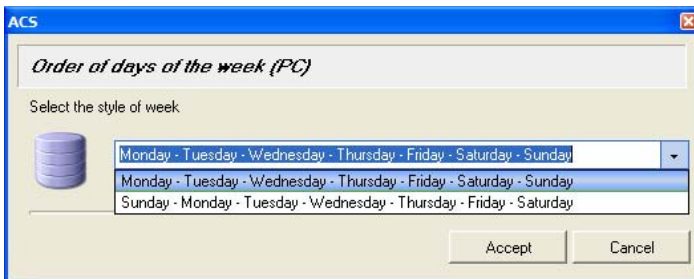 ACS
Order of days of the week (PC)
Select the style of week
Monday - Tuesday - Wednesday - Thursday - Friday - Saturday - Sunday
Monday - Tuesday - Wednesday - Thursday - Friday - Saturday - Sunday
Sunday - Monday - Tuesday - Wednesday - Thursday - Friday - Saturday
Accept Cancel